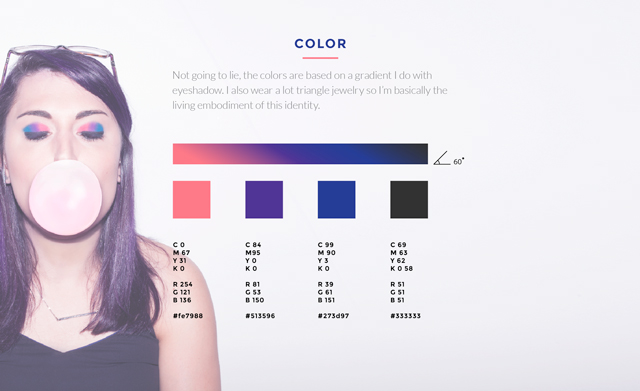 COLOR
Not going to lie, the colors are based on a gradient I do with
eyeshadow. I also wear a lot triangle jewelry so I'm basically the
living embodiment of this identity.
60°
C 0
M 67
Y 31
K 0
R 254
G 121
B 136
#fe7988
C 84
M95
Y 0
K 0
R 81
G 53
B 150
#513596
C 99
M 90
Y 3
K 0
R 39
G 61
B 151
#273d97
C 69
M 63
Y 62
K 0 58
R 51
G 51
B 51
#333333